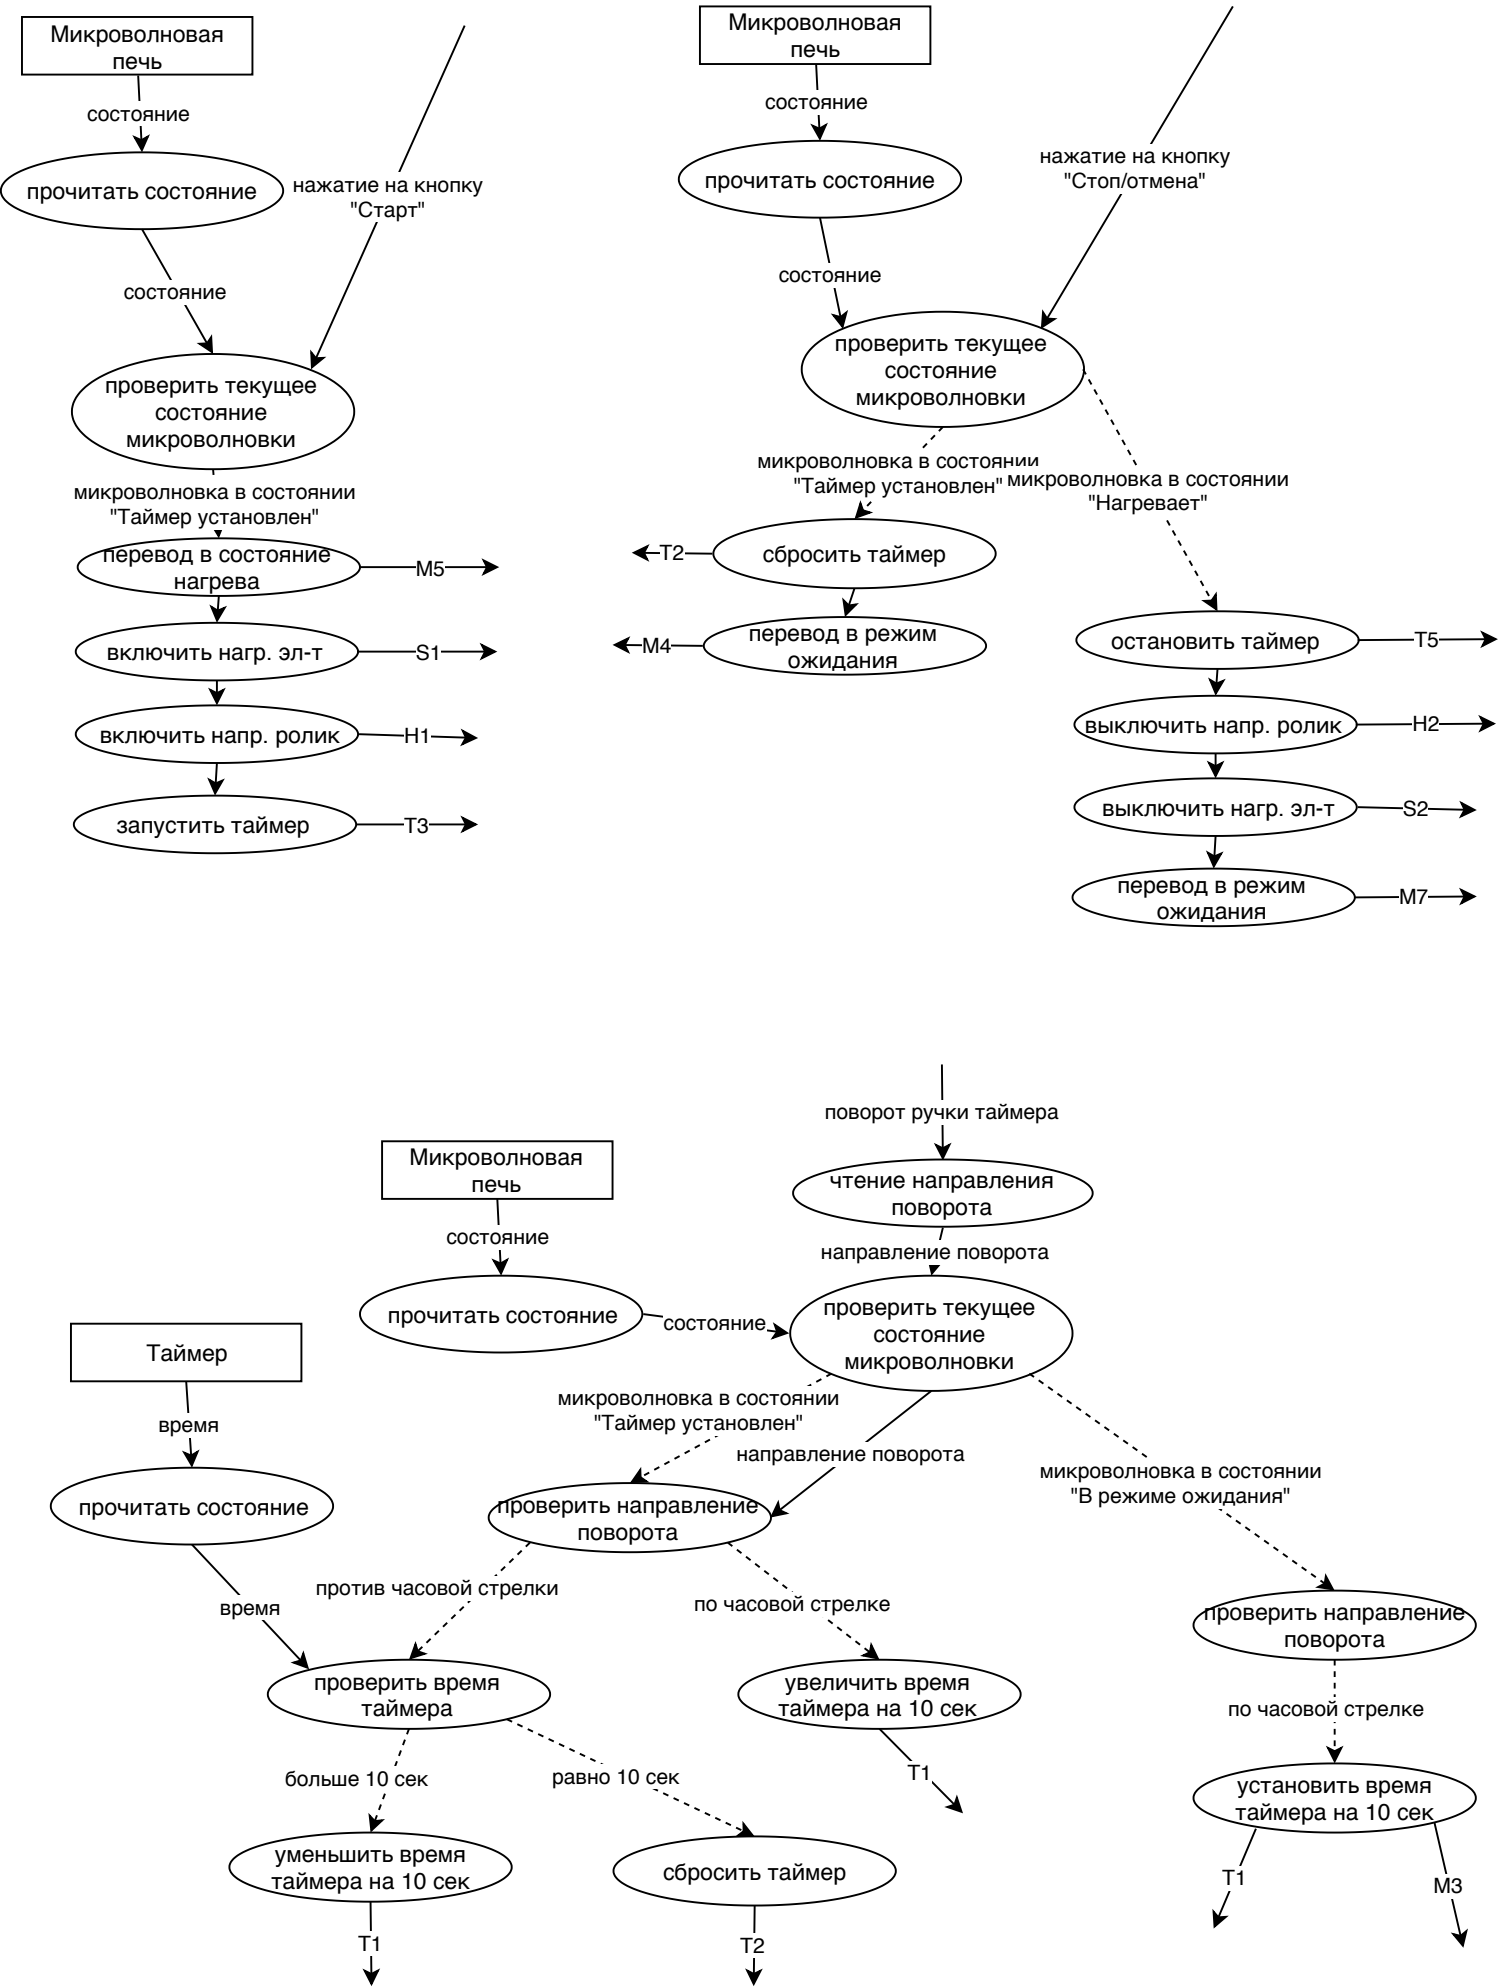 Микроволновая
печь
состояние
прочитать состояние
нажатие на кнопку
"Старт"
состояние
проверить текущее
состояние
микроволновки
микроволновка в состоянии
"Таймер установлен"
перевод в состояние
нагрева
M5
включить нагр. эл-т
S1
включить напр. ролик
H1
запустить таймер
T3
Микроволновая
печь
состояние
прочитать состояние
нажатие на кнопку
"Стоп/отмена"
состояние
проверить текущее
состояние
микроволновки
микроволновка в состоянии
"Таймер установлен"
микроволновка в состоянии
"Нагревает"
сбросить таймер
T2
перевод в режим
ожидания
M4
остановить таймер
T5
выключить напр. ролик
H2
выключить нагр. эл-т
S2
перевод в режим
ожидания
M7
поворот ручки таймера
чтение направления
поворота
направление поворота
Микроволновая
печь
состояние
прочитать состояние
состояние
проверить текущее
состояние
микроволновки
Таймер
время
прочитать состояние
время
микроволновка в состоянии
"Таймер установлен"
направление поворота
микроволновка в состоянии
"В режиме ожидания"
проверить направление
поворота
против часовой стрелки
по часовой стрелке
проверить время
таймера
увеличить время
таймера на 10 сек
T1
больше 10 сек
равно 10 сек
уменьшить время
таймера на 10 сек
T1
сбросить таймер
T2
проверить направление
поворота
по часовой стрелке
установить время
таймера на 10 сек
T1
M3